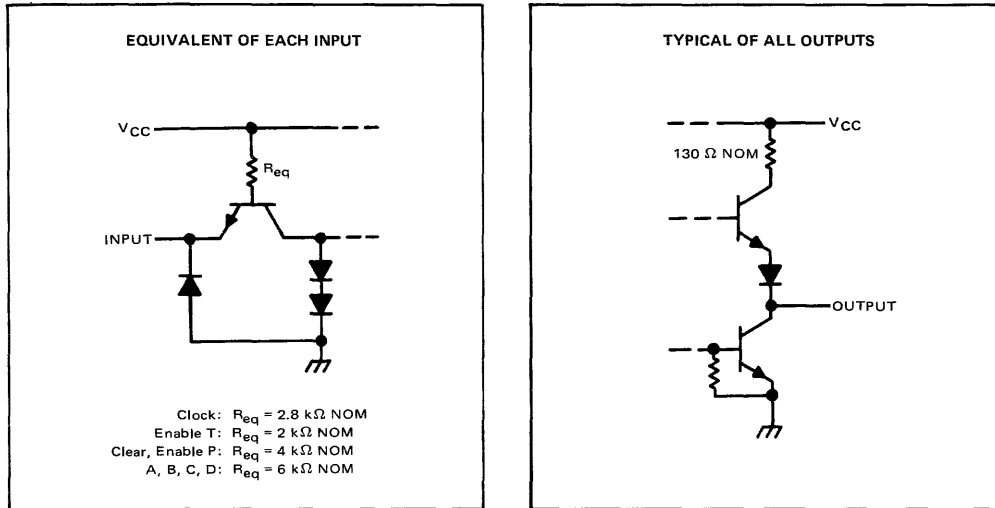 EQUIVALENT OF EACH INPUT
VCC
Req
INPUT
Clock: Req = 2.8 kΩ NOM
Enable T: Req = 2 kΩ NOM
Clear, Enable P: Req = 4 kΩ NOM
A, B, C, D: Req = 6 kΩ NOM
TYPICAL OF ALL OUTPUTS
VCC
130 Ω NOM
OUTPUT